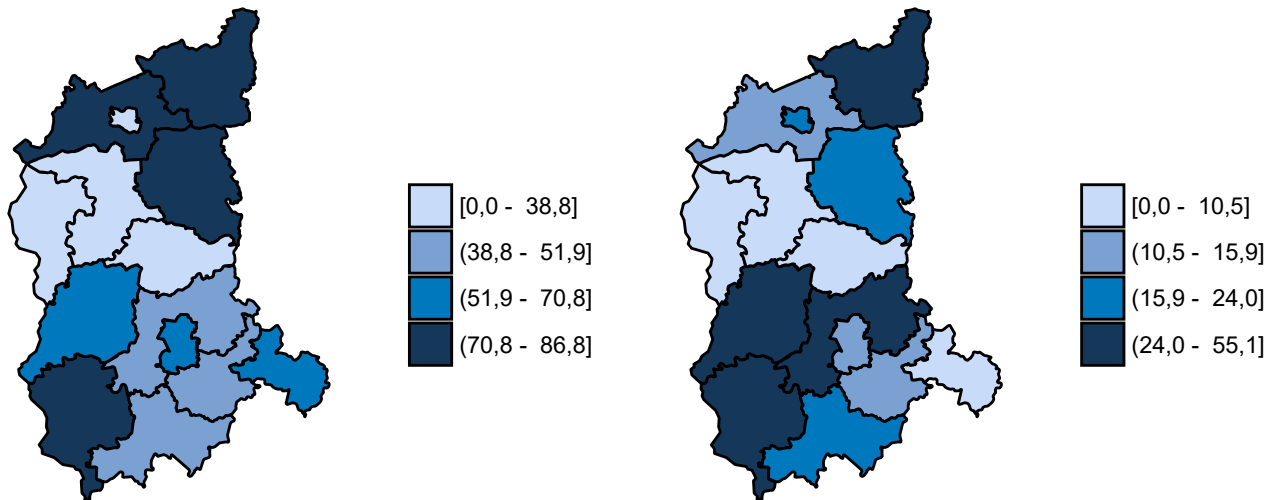 [0,0 - 38,8]
(38,8 - 51,9]
(51,9 - 70,8]
(70,8 - 86,8]
[0,0 - 10,5]
(10,5 - 15,9]
(15,9 - 24,0]
(24,0 - 55,1]